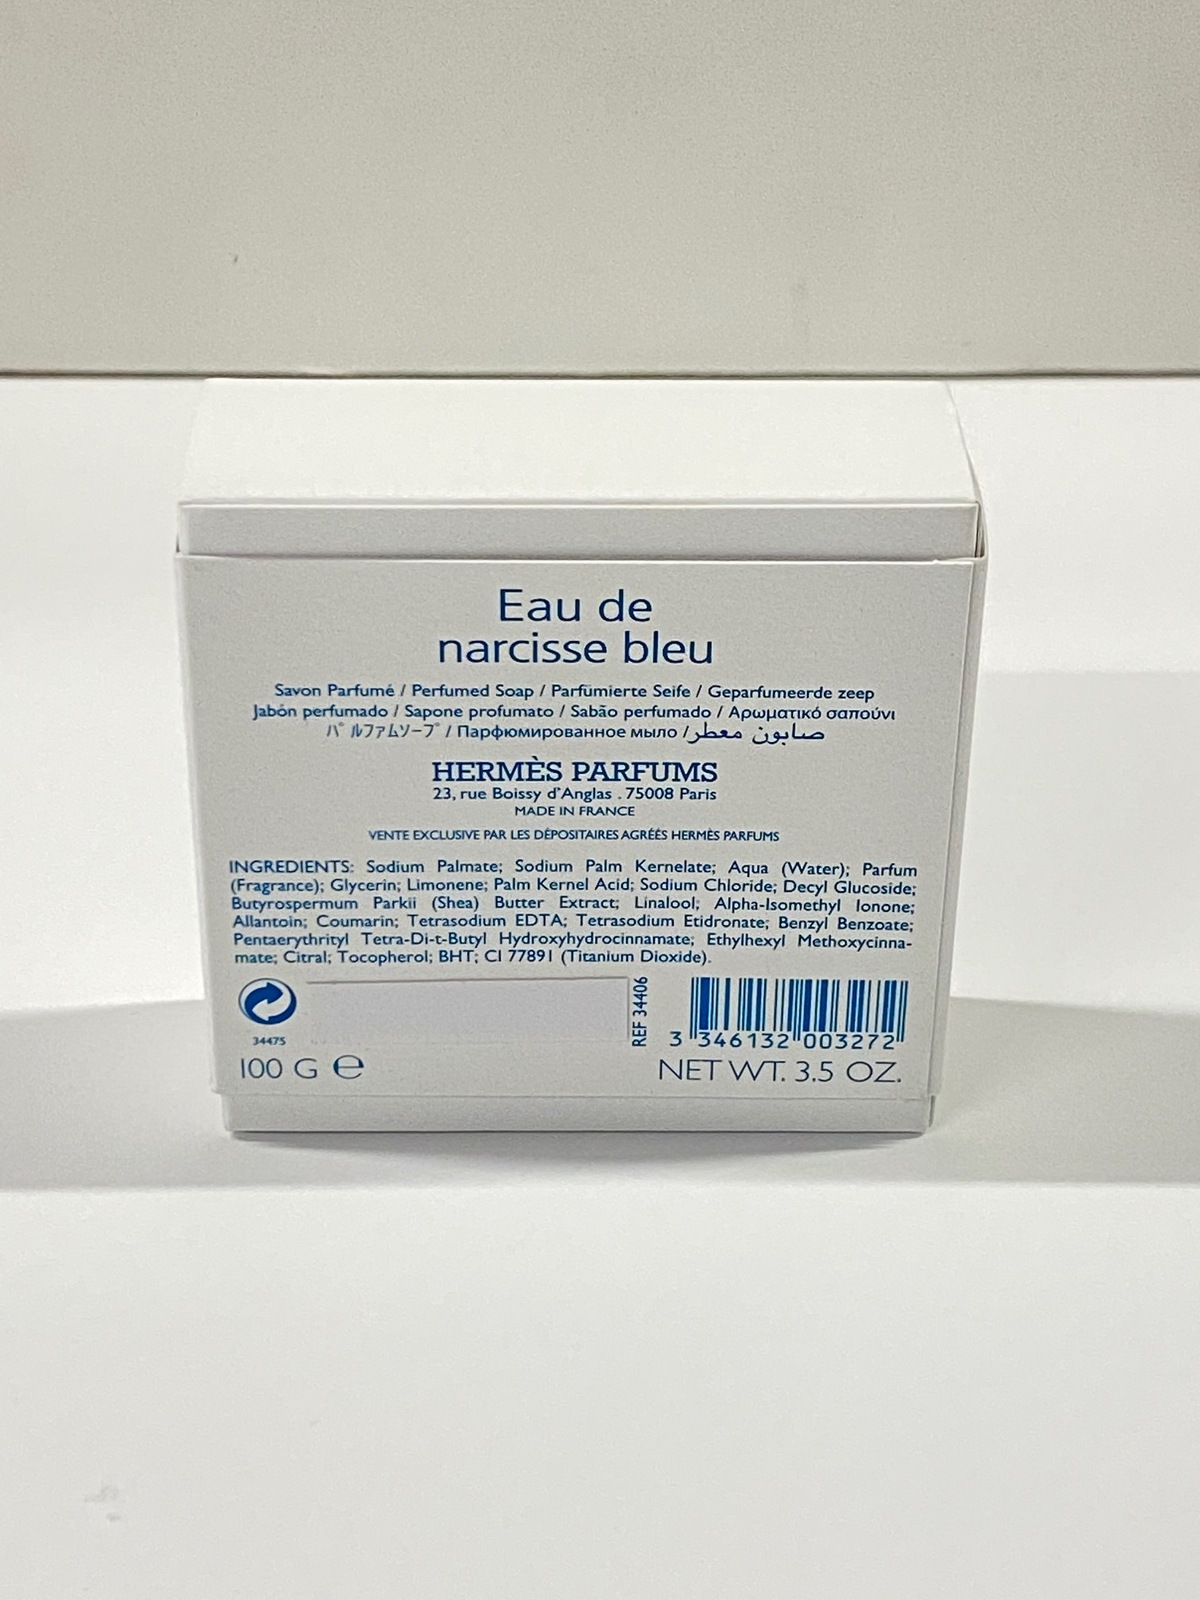 Eau de
narcisse bleu
Savon Parfumé / Perfumed Soap / Parfümierte Seife / Geparfumeerde zeep
Jabón perfumado / Sapone profumato / Sabão perfumado / Αρωματικό σαπούνι
パルファムソープ / Парфюмированное мыло / صابون معطر
HERMÈS PARFUMS
23, rue Boissy d'Anglas . 75008 Paris
MADE IN FRANCE
VENTE EXCLUSIVE PAR LES DÉPOSITAIRES AGRÉÉS HERMÈS PARFUMS
INGREDIENTS: Sodium Palmate; Sodium Palm Kernelate; Aqua (Water); Parfum
(Fragrance); Glycerin; Limonene; Palm Kernel Acid; Sodium Chloride; Decyl Glucoside;
Butyrospermum Parkii (Shea) Butter Extract; Linalool; Alpha-Isomethyl Ionone;
Allantoin; Coumarin; Tetrasodium EDTA; Tetrasodium Etidronate; Benzyl Benzoate;
Pentaerythrityl Tetra-Di-t-Butyl Hydroxyhydrocinnamate; Ethylhexyl Methoxycinna-
mate; Citral; Tocopherol; BHT; CI 77891 (Titanium Dioxide).
34475
REF 34406
3 346132 003272
100 G ℮
NET WT. 3.5 OZ.